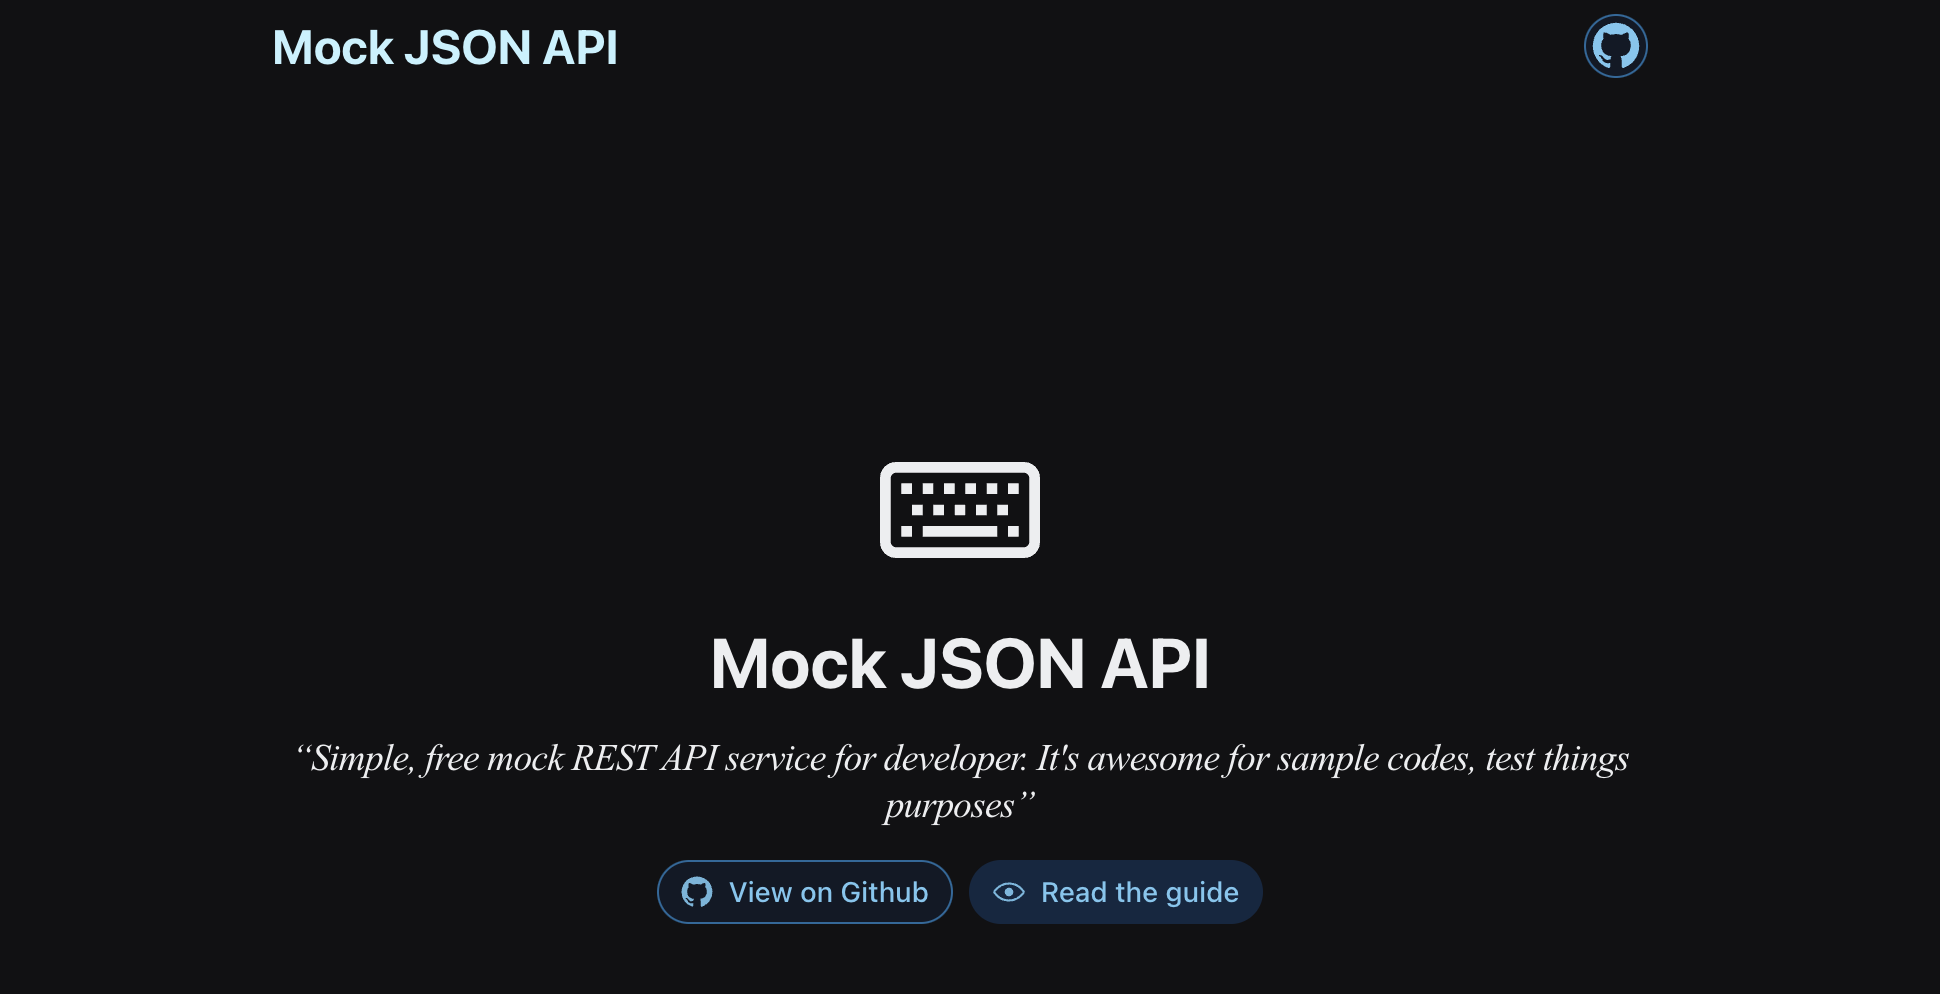 Mock JSON API
Mock JSON API
“Simple, free mock REST API service for developer. It's awesome for sample codes, test things
purposes”
View on Github
Read the guide